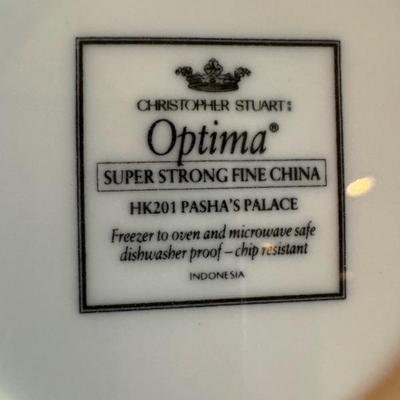 CHRISTOPHER STUART®
Optima®
SUPER STRONG FINE CHINA
HK201 PASHA'S PALACE
Freezer to oven and microwave safe
dishwasher proof – chip resistant
INDONESIA